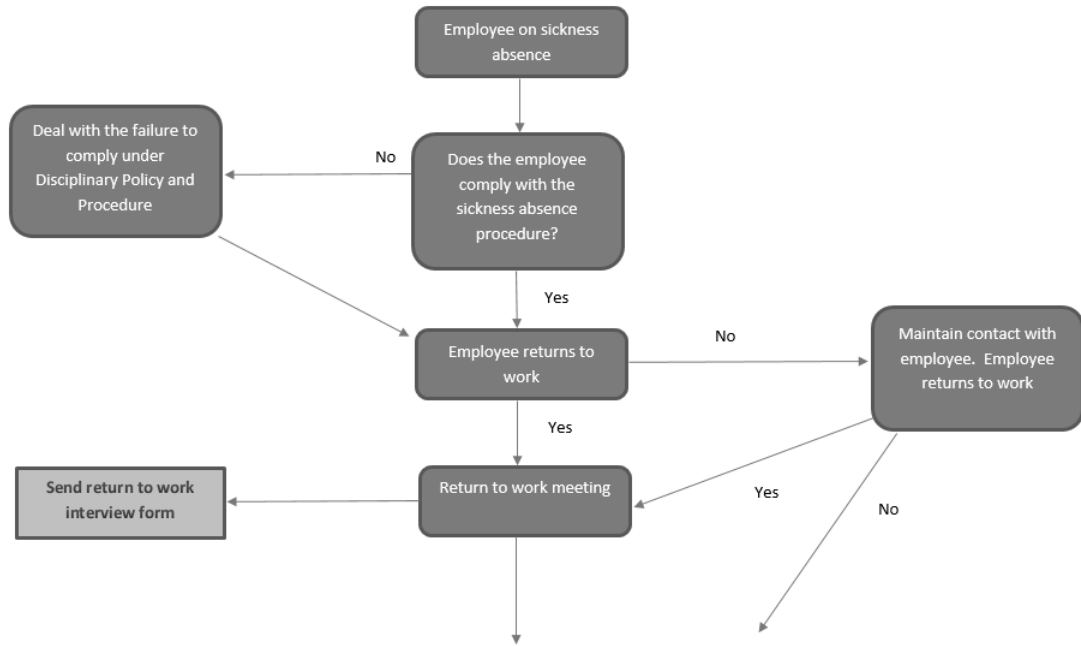 Employee on sickness
absence
Deal with the failure to
comply under
Disciplinary Policy and
Procedure
No
Does the employee
comply with the
sickness absence
procedure?
Yes
Employee returns to
work
No
Maintain contact with
employee.  Employee
returns to work
Yes
Send return to work
interview form
Return to work meeting
Yes
No